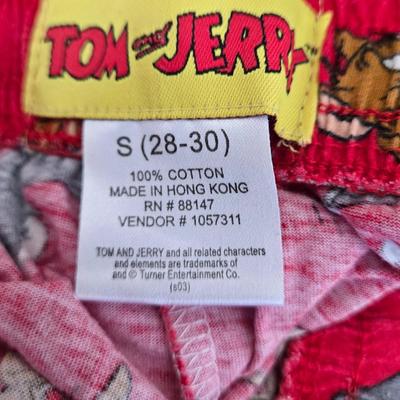 TOM and JERRY™
S (28-30)
100% COTTON
MADE IN HONG KONG
RN # 88147
VENDOR # 1057311
TOM AND JERRY and all related characters
and elements are trademarks of
and © Turner Entertainment Co.
(s03)